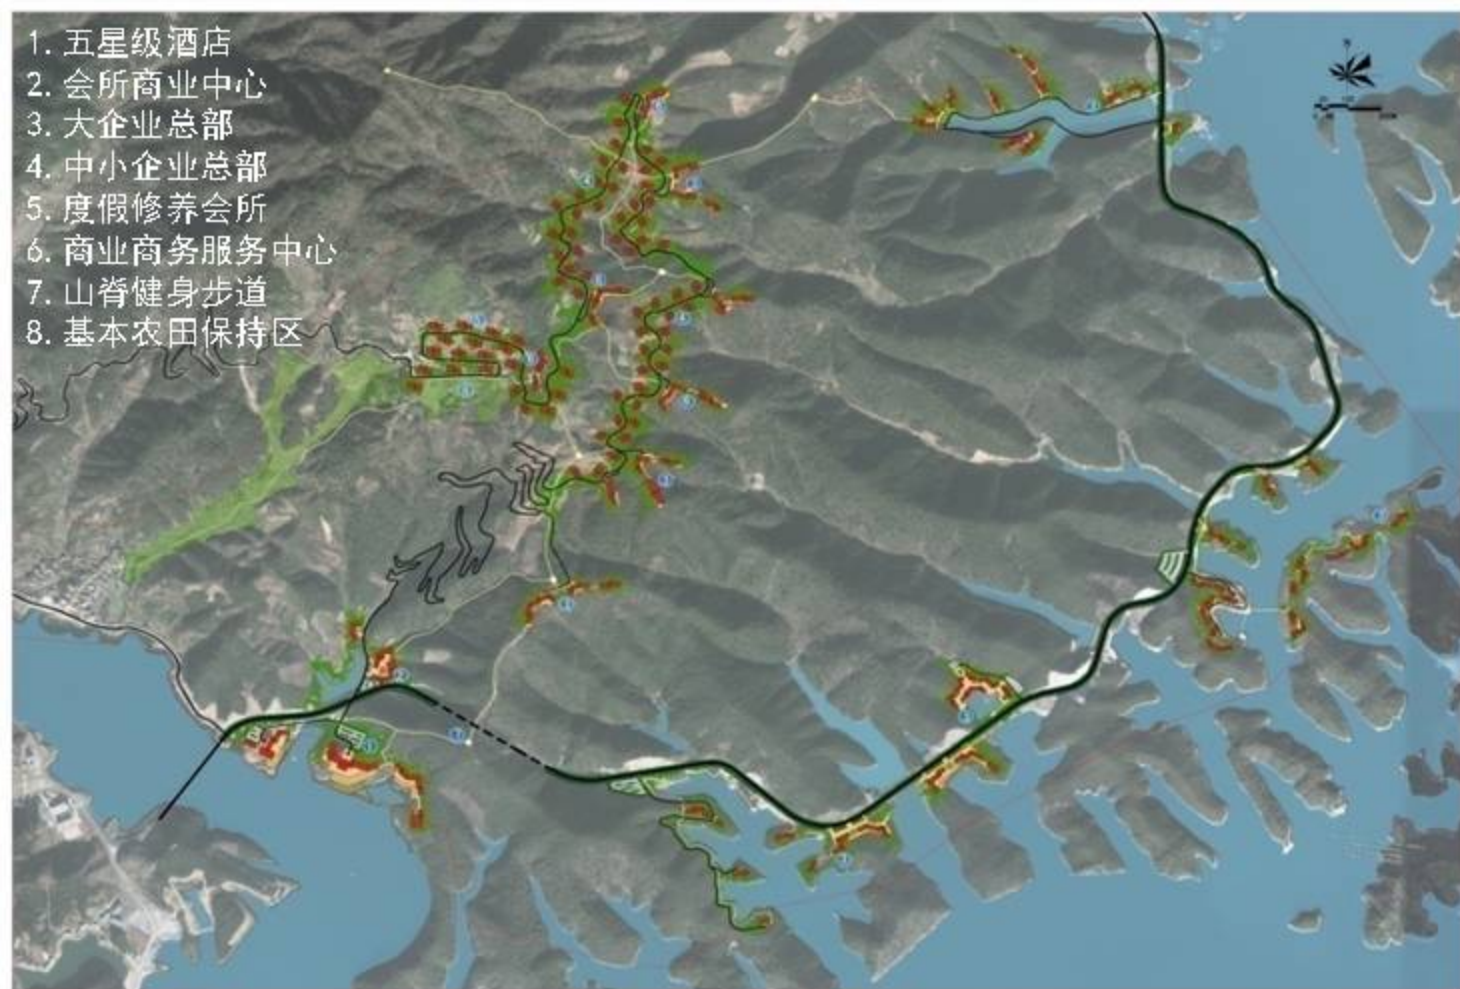 1. 五星级酒店
2. 会所商业中心
3. 大企业总部
4. 中小企业总部
5. 度假修养会所
6. 商业商务服务中心
7. 山脊健身步道
8. 基本农田保持区